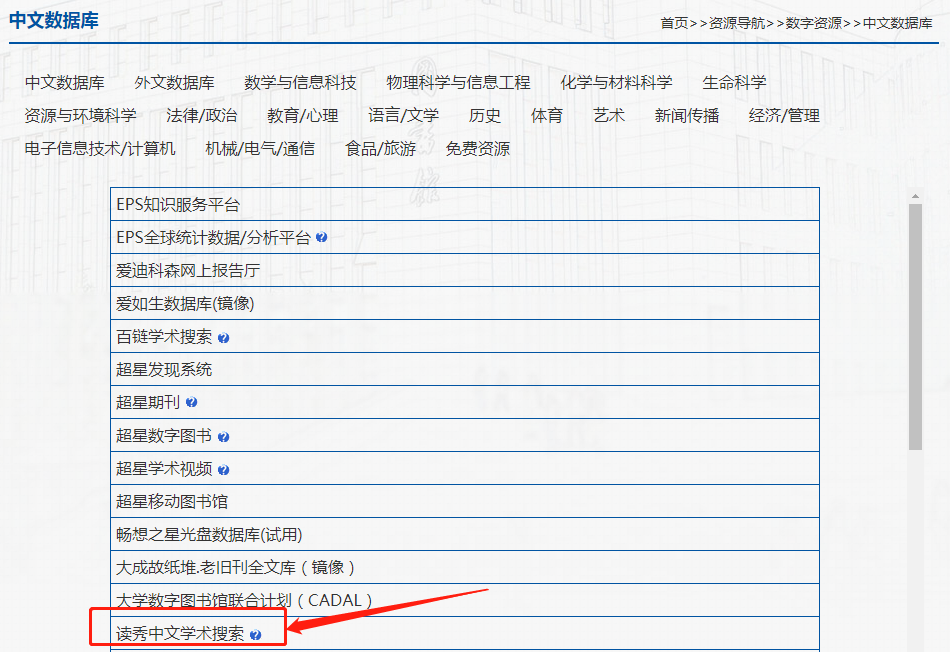 中文数据库
首页>>资源导航>>数字资源>>中文数据库
中文数据库 外文数据库 数学与信息科技 物理科学与信息工程 化学与材料科学 生命科学
资源与环境科学 法律/政治 教育/心理 语言/文学 历史 体育 艺术 新闻传播 经济/管理
电子信息技术/计算机 机械/电气/通信 食品/旅游 免费资源
EPS知识服务平台
EPS全球统计数据/分析平台 ?
爱迪科森网上报告厅
爱如生数据库(镜像)
百链学术搜索 ?
超星发现系统
超星期刊 ?
超星数字图书 ?
超星学术视频 ?
超星移动图书馆
畅想之星光盘数据库(试用)
大成故纸堆.老旧刊全文库（镜像）
大学数字图书馆联合计划（CADAL）
读秀中文学术搜索 ?